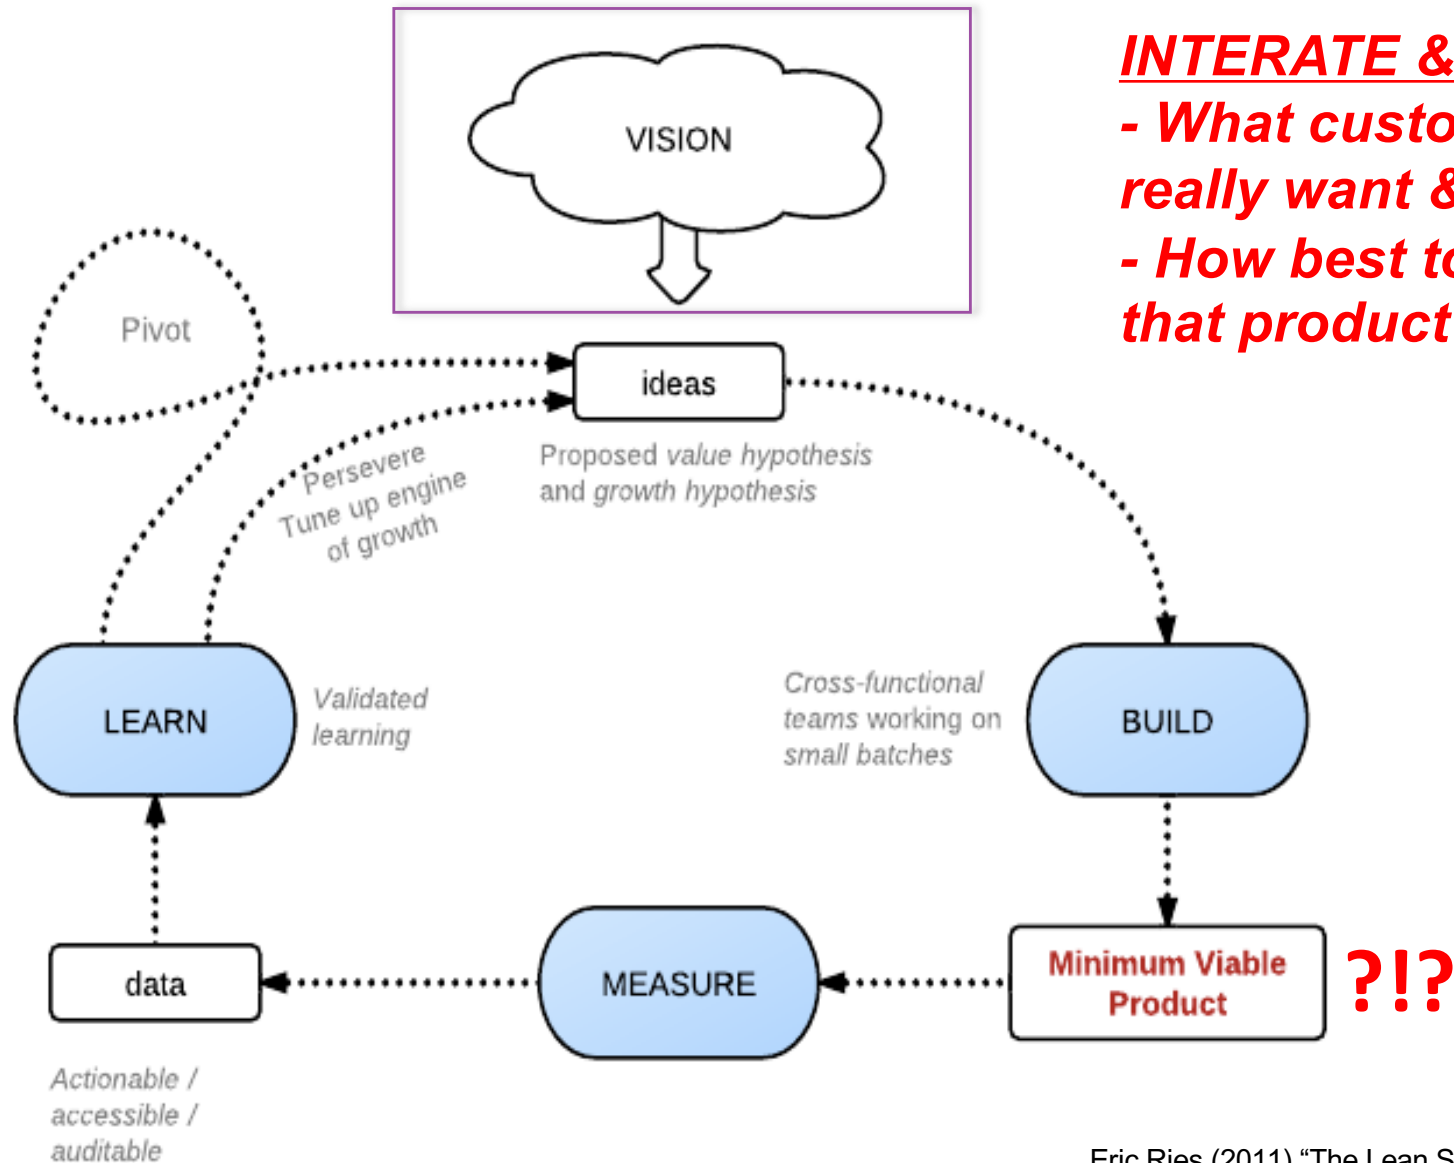 VISION
INTERATE &
- What custo
really want &
- How best to
that product
Pivot
ideas
Persevere
Tune up engine
of growth
Proposed value hypothesis
and growth hypothesis
LEARN
Validated
learning
Cross-functional
teams working on
small batches
BUILD
data
MEASURE
Minimum Viable
Product
?!?
Actionable /
accessible /
auditable
Eric Ries (2011) “The Lean S